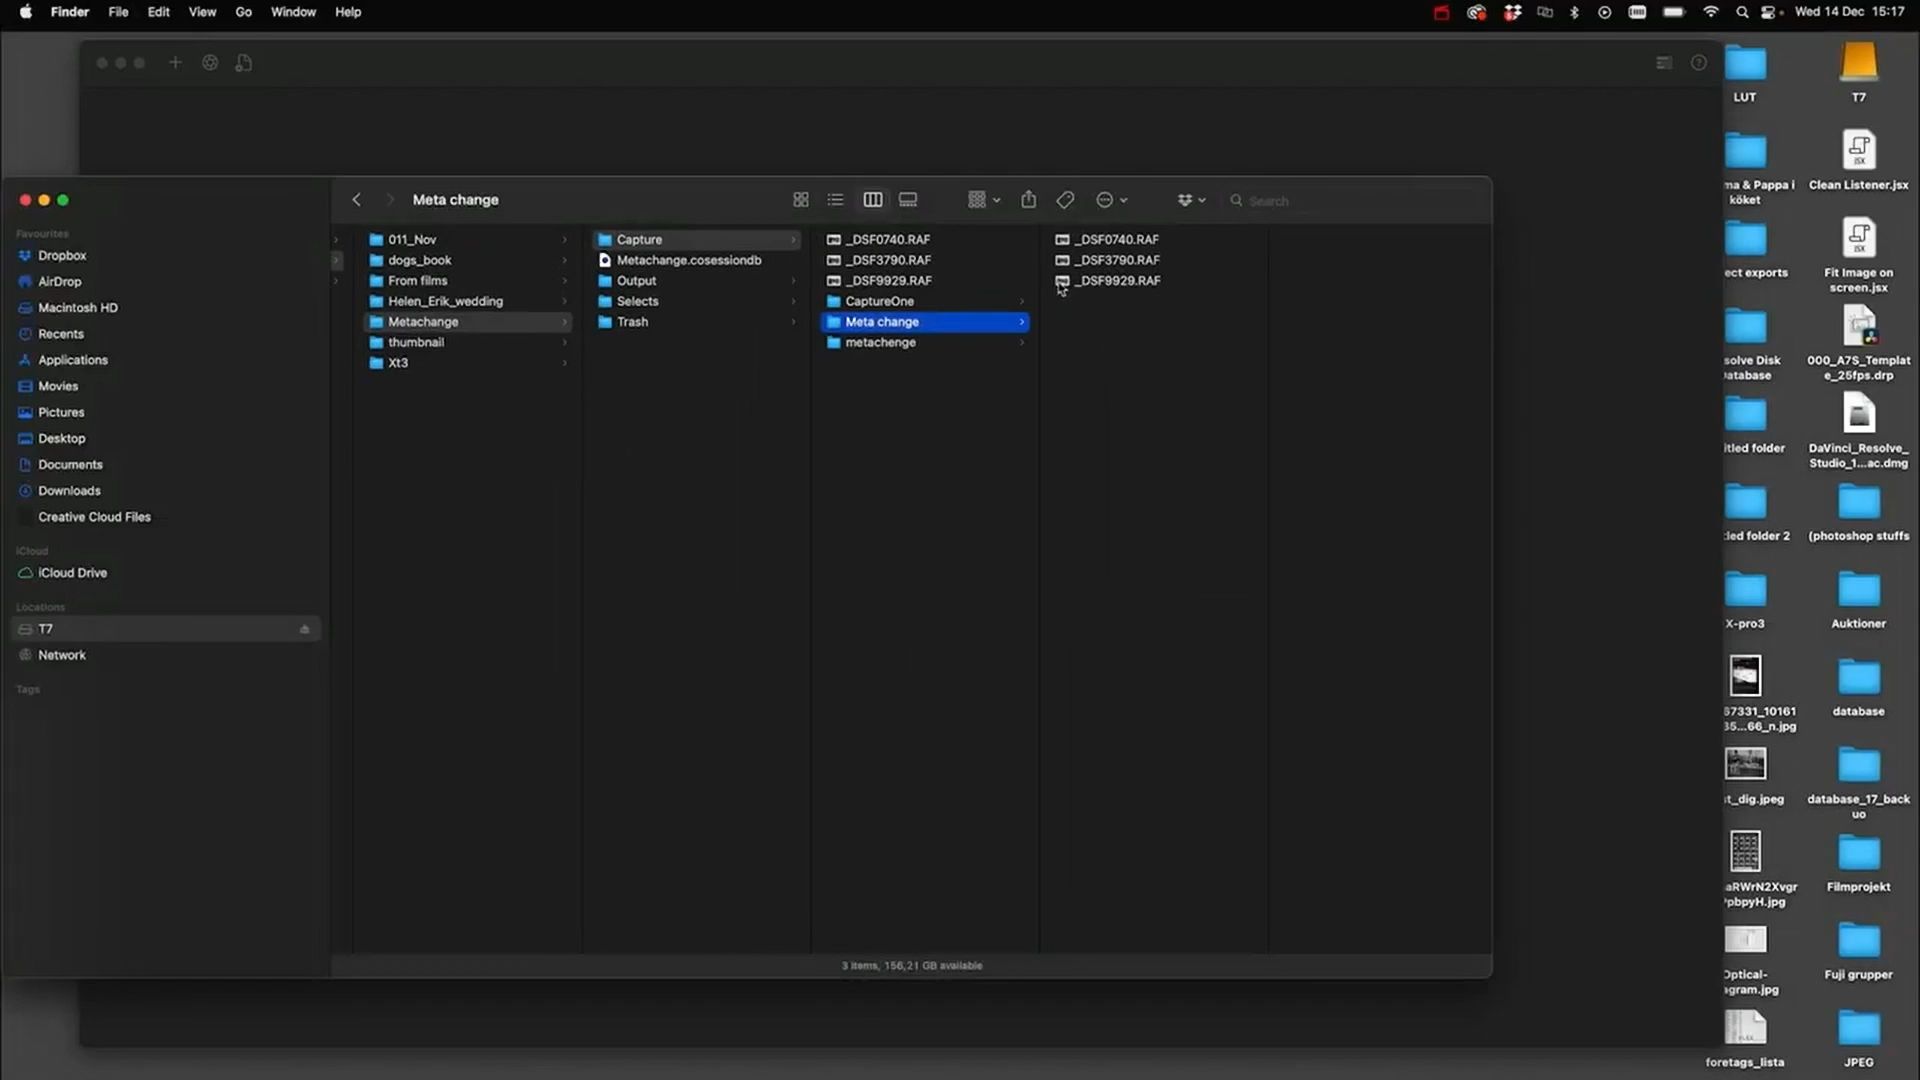 Finder File Edit View Go Window Help
Wed 14 Dec 15:17
Meta change
Search
Favourites
Dropbox
AirDrop
Macintosh HD
Recents
Applications
Movies
Pictures
Desktop
Documents
Downloads
Creative Cloud Files
iCloud
iCloud Drive
Locations
T7
Network
Tags
011_Nov
dogs_book
From films
Helen_Erik_wedding
Metachange
thumbnail
Xt3
Capture
Metachange.cosessiondb
Output
Selects
Trash
_DSF0740.RAF
_DSF3790.RAF
_DSF9929.RAF
CaptureOne
Meta change
metachenge
_DSF0740.RAF
_DSF3790.RAF
_DSF9929.RAF
3 items, 156,21 GB available
LUT
T7
ma & Pappa i
köket
Clean Listener.jsx
ect exports
Fit Image on
screen.jsx
solve Disk
Database
000_A7S_Templat
e_25fps.drp
itled folder
DaVinci_Resolve_
Studio_1...ac.dmg
led folder 2
(photoshop stuffs
X-pro3
Auktioner
67331_10161
35...66_n.jpg
database
t_dig.jpeg
database_17_back
uo
aRWrN2Xvgr
PpbpyH.jpg
Filmprojekt
Optical-
agram.jpg
Fuji grupper
foretags_lista
JPEG